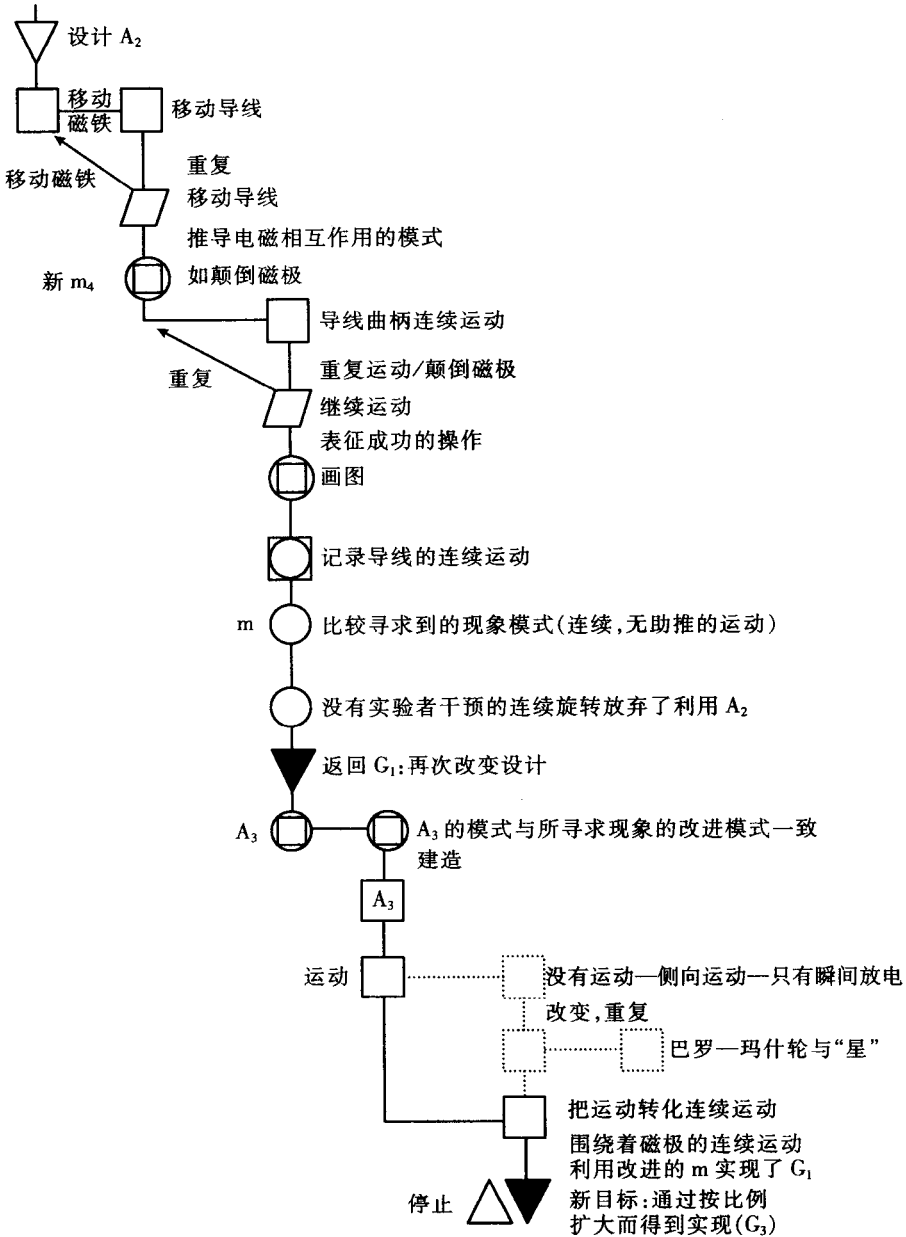 设计 A₂
移动
磁铁
移动导线
重复
移动磁铁
移动导线
推导电磁相互作用的模式
新 m₄
如颠倒磁极
导线曲柄连续运动
重复运动/颠倒磁极
重复
继续运动
表征成功的操作
画图
记录导线的连续运动
m
比较寻求到的现象模式(连续,无助推的运动)
没有实验者干预的连续旋转放弃了利用 A₂
返回 G₁:再次改变设计
A₃
A₃ 的模式与所寻求现象的改进模式一致
建造
A₃
运动
没有运动—侧向运动—只有瞬间放电
改变,重复
巴罗—玛什轮与“星”
把运动转化连续运动
围绕着磁极的连续运动
利用改进的 m 实现了 G₁
停止
新目标:通过按比例
扩大而得到实现(G₃)